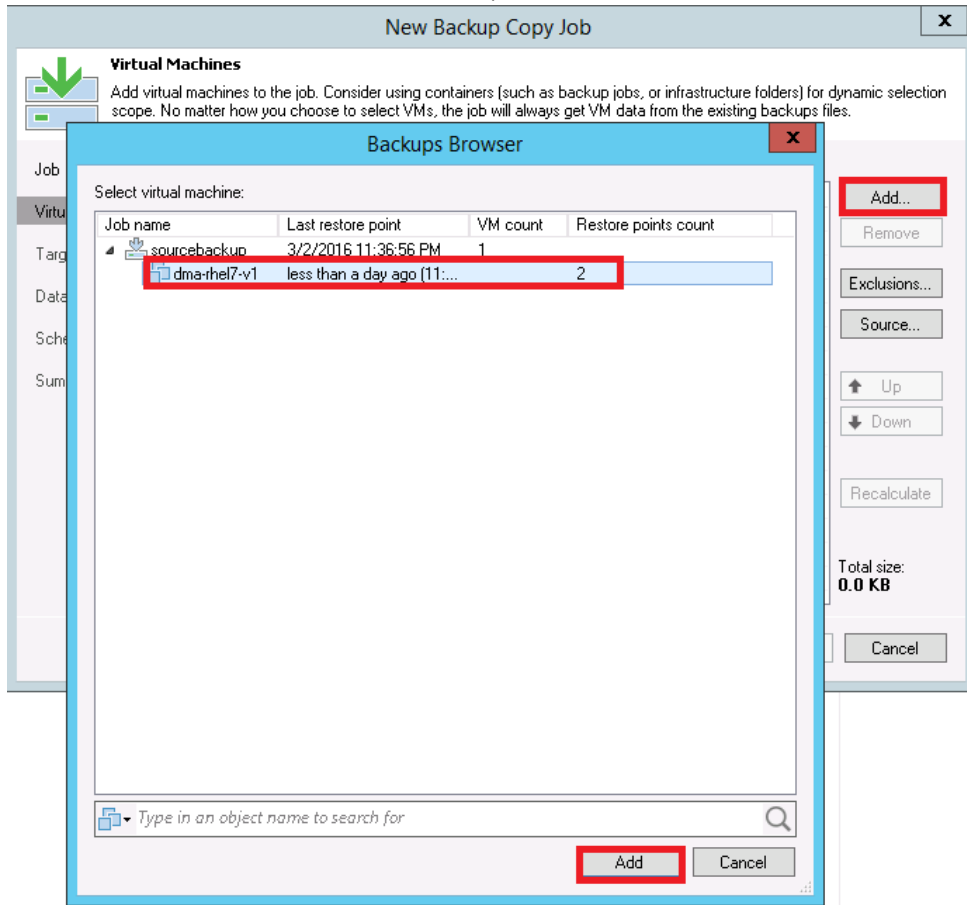 New Backup Copy Job
x
Virtual Machines
Add virtual machines to the job. Consider using containers (such as backup jobs, or infrastructure folders) for dynamic selection
scope. No matter how you choose to select VMs, the job will always get VM data from the existing backups files.
Backups Browser
x
Job
Virtu
Targ
Data
Sche
Sum
Select virtual machine:
Job name Last restore point VM count Restore points count
sourcebackup 3/2/2016 11:36:56 PM 1
dma-rhel7-v1 less than a day ago (11:... 2
Type in an object name to search for
Add Cancel
Add...
Remove
Exclusions...
Source...
Up
Down
Recalculate
Total size:
0.0 KB
Cancel